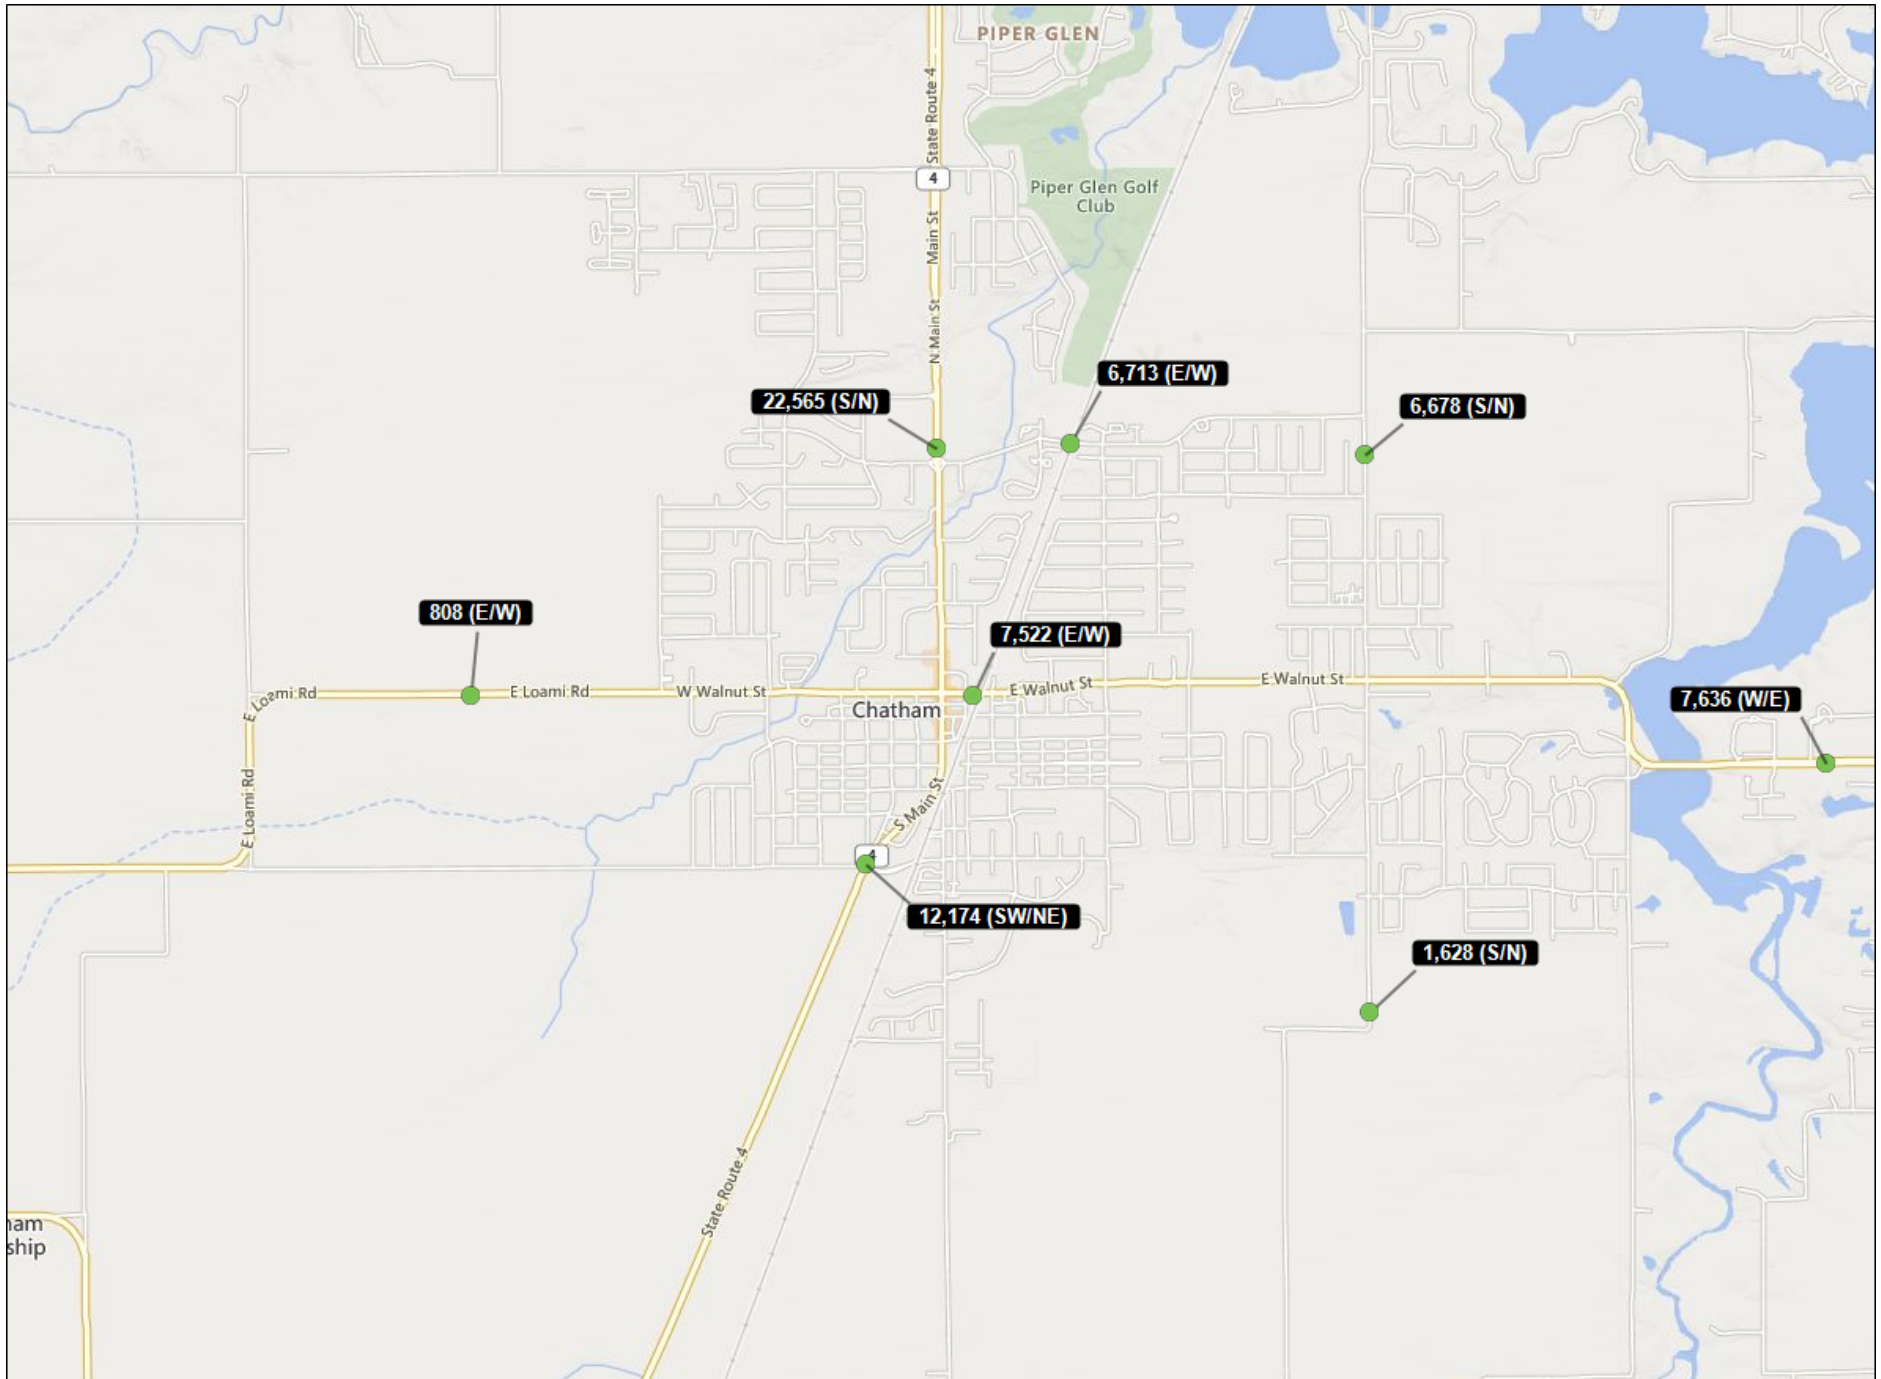 PIPER GLEN
State Route 4
4
Piper Glen Golf
Club
Main St
N Main St
6,713 (E/W)
22,565 (S/N)
6,678 (S/N)
808 (E/W)
7,522 (E/W)
E Loami Rd
E Loami Rd
W Walnut St
E Walnut St
E Walnut St
7,636 (W/E)
Chatham
E Loami Rd
E Loami Rd
S Main St
4
12,174 (SW/NE)
1,628 (S/N)
State Route 4
ham
ship